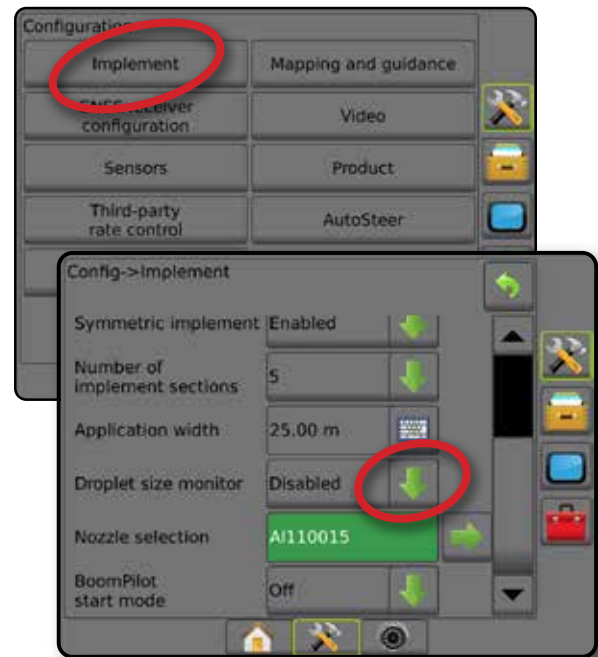 Configuration
Implement
Mapping and guidance
GNSS receiver
configuration
Video
Sensors
Product
Third-party
rate control
AutoSteer
Config->Implement
Symmetric implement Enabled
Number of
implement sections
5
Application width 25.00 m
Droplet size monitor Disabled
Nozzle selection AI110015
BoomPilot
start mode
Off